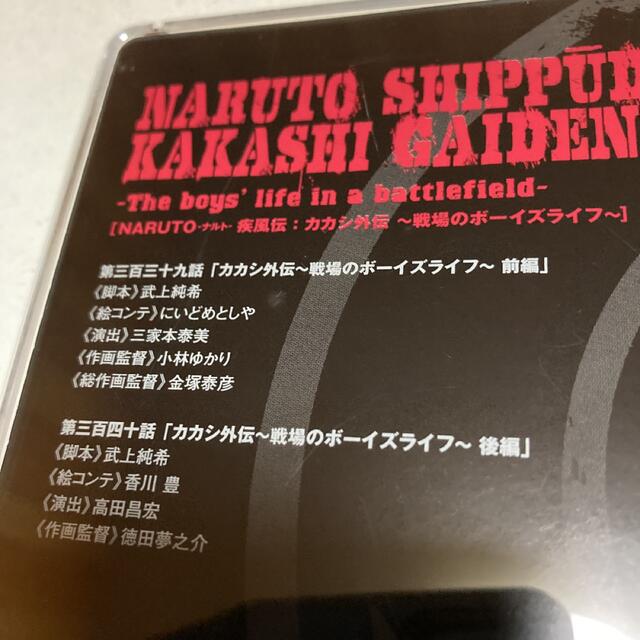 NARUTO SHIPPŪD
KAKASHI GAIDEN
-The boys' life in a battlefield-
[NARUTO-ナルト- 疾風伝：カカシ外伝 ～戦場のボーイズライフ～]
第三百三十九話「カカシ外伝～戦場のボーイズライフ～ 前編」
《脚本》武上純希
《絵コンテ》にいどめとしや
《演出》三家本泰美
《作画監督》小林ゆかり
《総作画監督》金塚泰彦
第三百四十話「カカシ外伝～戦場のボーイズライフ～ 後編」
《脚本》武上純希
《絵コンテ》香川 豊
《演出》高田昌宏
《作画監督》徳田夢之介